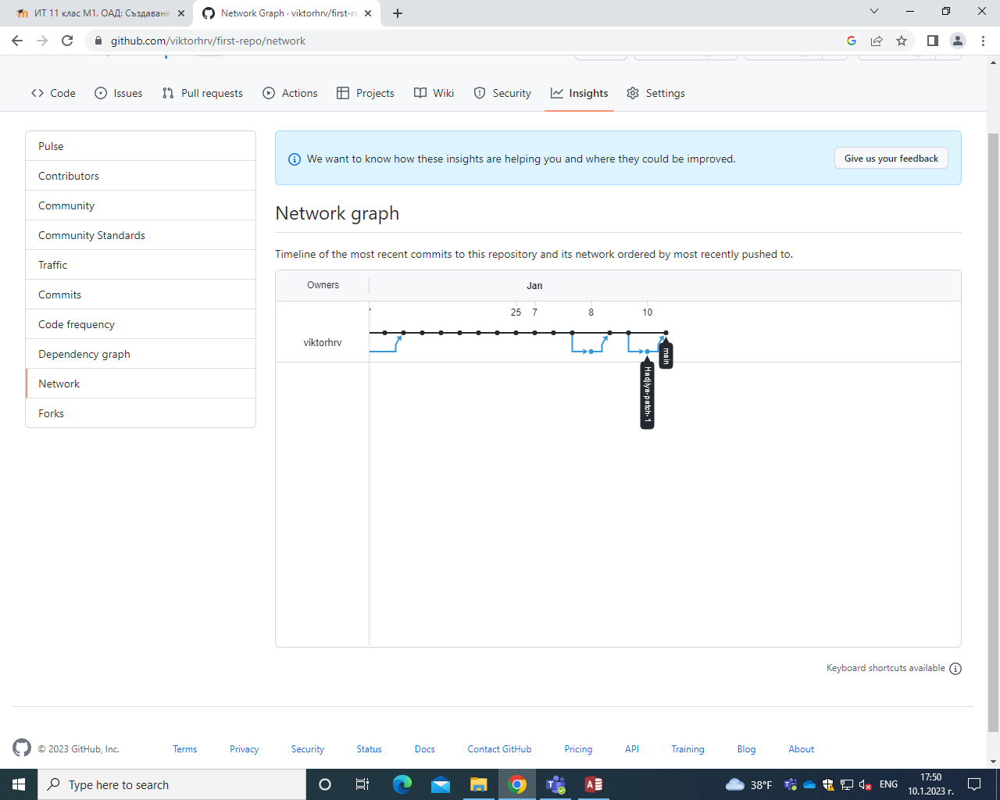 ИТ 11 клас М1. ОАД: Създаване
Network Graph · viktorhrv/first-re
github.com/viktorhrv/first-repo/network
Code
Issues
Pull requests
Actions
Projects
Wiki
Security
Insights
Settings
Pulse
Contributors
Community
Community Standards
Traffic
Commits
Code frequency
Dependency graph
Network
Forks
We want to know how these insights are helping you and where they could be improved.
Give us your feedback
Network graph
Timeline of the most recent commits to this repository and its network ordered by most recently pushed to.
Owners
Jan
25 7 8 10
viktorhrv
main
Hadjiya-patch-1
Keyboard shortcuts available
© 2023 GitHub, Inc.
Terms
Privacy
Security
Status
Docs
Contact GitHub
Pricing
API
Training
Blog
About
Type here to search
38°F
ENG
17:50
10.1.2023 г.